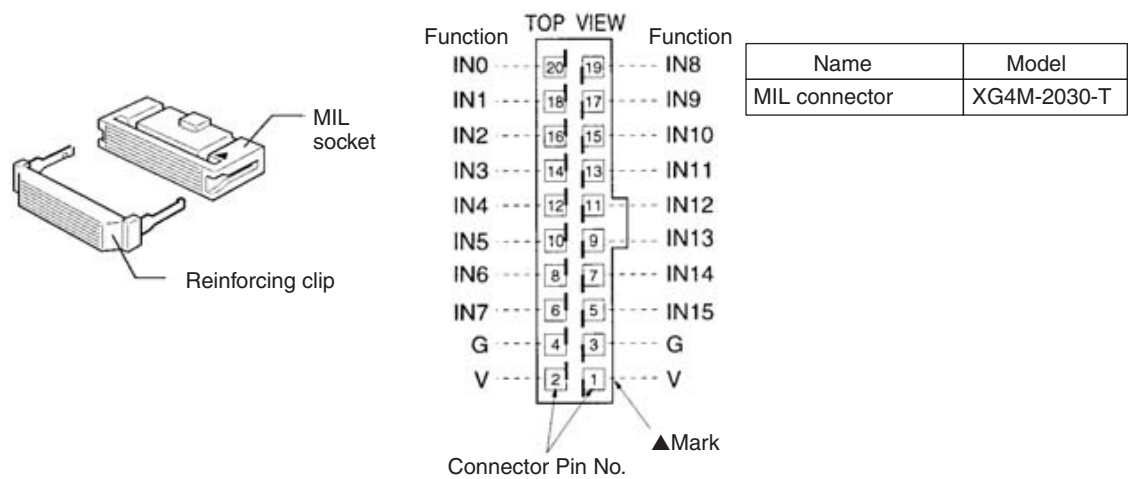 MIL
socket
Reinforcing clip
TOP VIEW
Function Function
IN0 20 19 IN8
IN1 18 17 IN9
IN2 16 15 IN10
IN3 14 13 IN11
IN4 12 11 IN12
IN5 10 9 IN13
IN6 8 7 IN14
IN7 6 5 IN15
G 4 3 G
V 2 1 V
▲Mark
Connector Pin No.
Name Model
MIL connector XG4M-2030-T